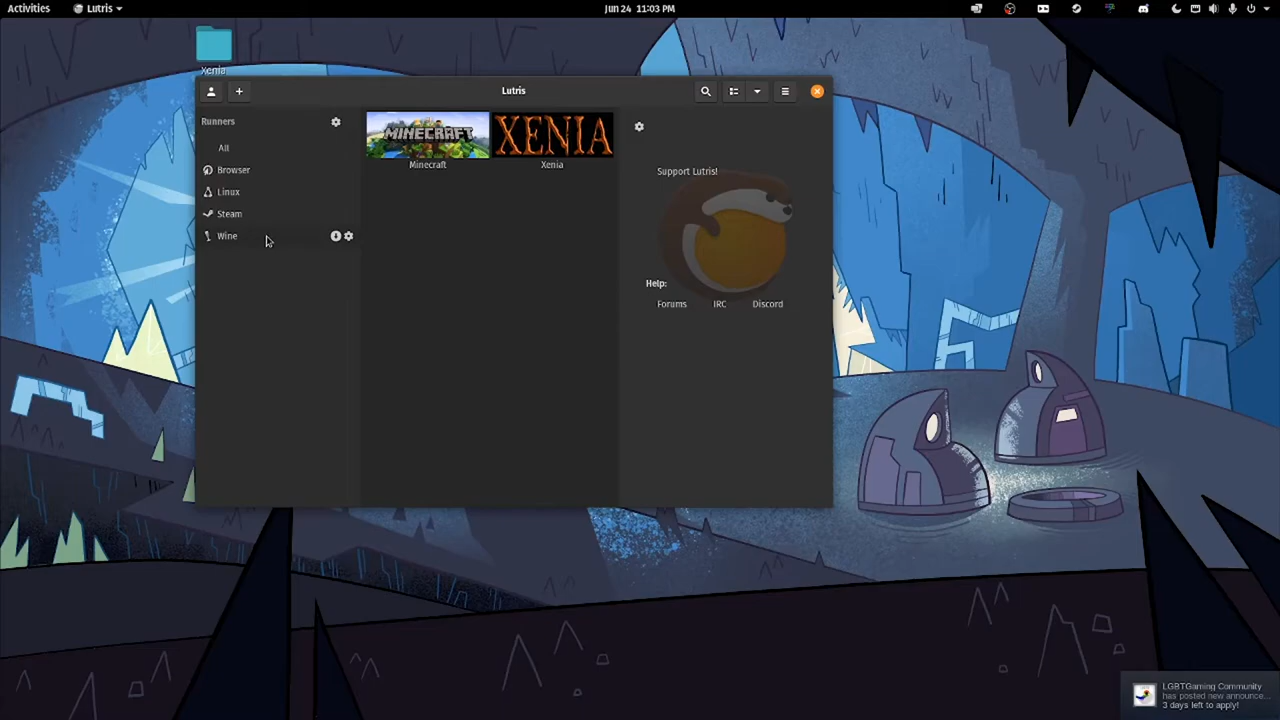 Activities
Lutris
Jun 24 11:03 PM
Xenia
Lutris
Runners
All
Browser
Linux
Steam
Wine
MINECRAFT
Minecraft
XENIA
Xenia
Support Lutris!
Help:
Forums IRC Discord
LGBTGaming Community
has posted new announce...
3 days left to apply!